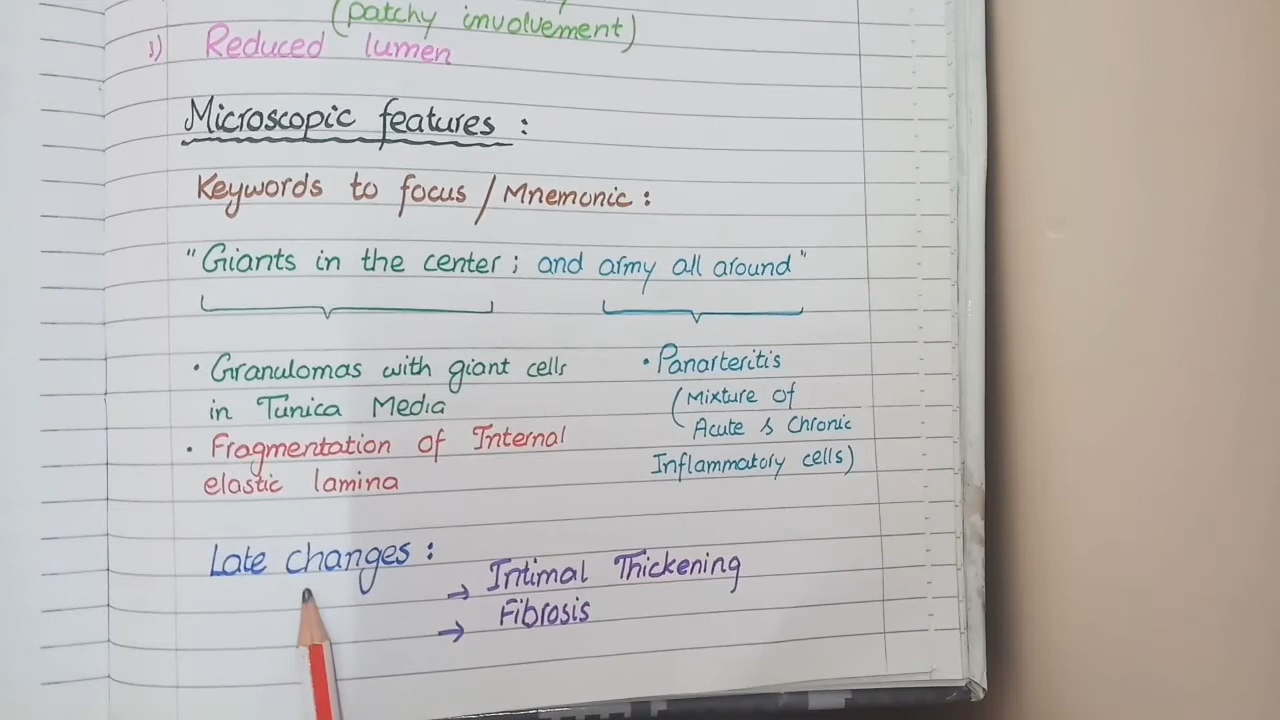 (patchy involvement)
3) Reduced lumen
Microscopic features :
Keywords to focus / Mnemonic :
"Giants in the center ; and army all around"
• Granulomas with giant cells
in Tunica Media
• Fragmentation of Internal
elastic lamina
• Panarteritis
(Mixture of
Acute & Chronic
Inflammatory cells)
Late changes :
→ Intimal Thickening
→ Fibrosis